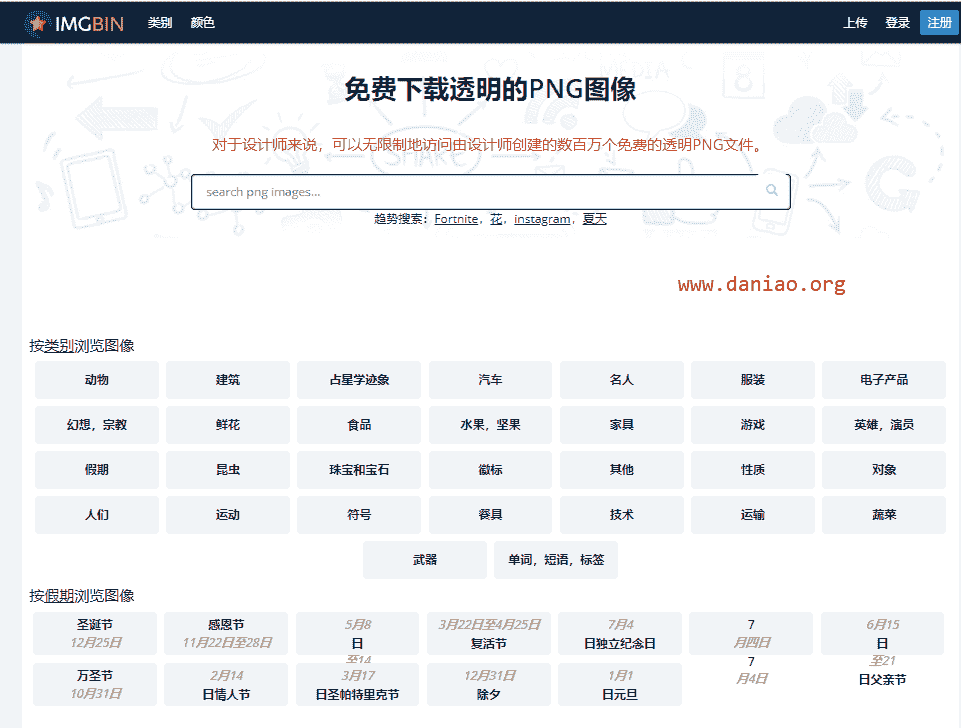 IMGBIN 类别 颜色 上传 登录 注册
免费下载透明的PNG图像
对于设计师来说，可以无限制地访问由设计师创建的数百万个免费的透明PNG文件。
search png images...
趋势搜索：Fortnite，花，instagram，夏天
www.daniao.org
按类别浏览图像
动物 建筑 占星学迹象 汽车 名人 服装 电子产品
幻想，宗教 鲜花 食品 水果，坚果 家具 游戏 英雄，演员
假期 昆虫 珠宝和宝石 徽标 其他 性质 对象
人们 运动 符号 餐具 技术 运输 蔬菜
武器 单词，短语，标签
按假期浏览图像
圣诞节 感恩节 5月8 3月22日至4月25日 7月4 7 6月15
12月25日 11月22日至28日 日 复活节 日独立纪念日 月四日 日
至14 7 至21
万圣节 2月14 3月17 12月31日 1月1 月4日 日父亲节
10月31日 日情人节 日圣帕特里克节 除夕 日元旦
SHARE
MEDIA